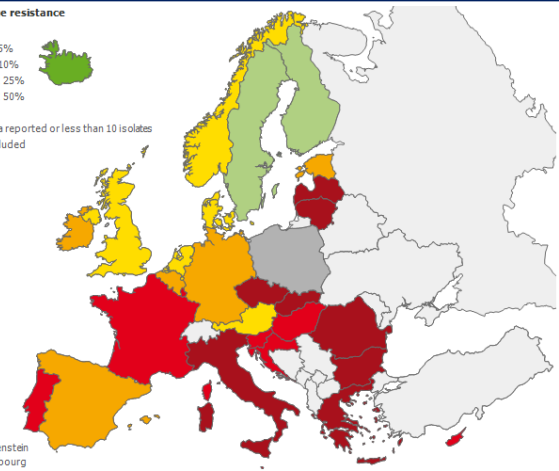 e resistance
5%
10%
25%
50%
a reported or less than 10 isolates
luded
enstein
bourg